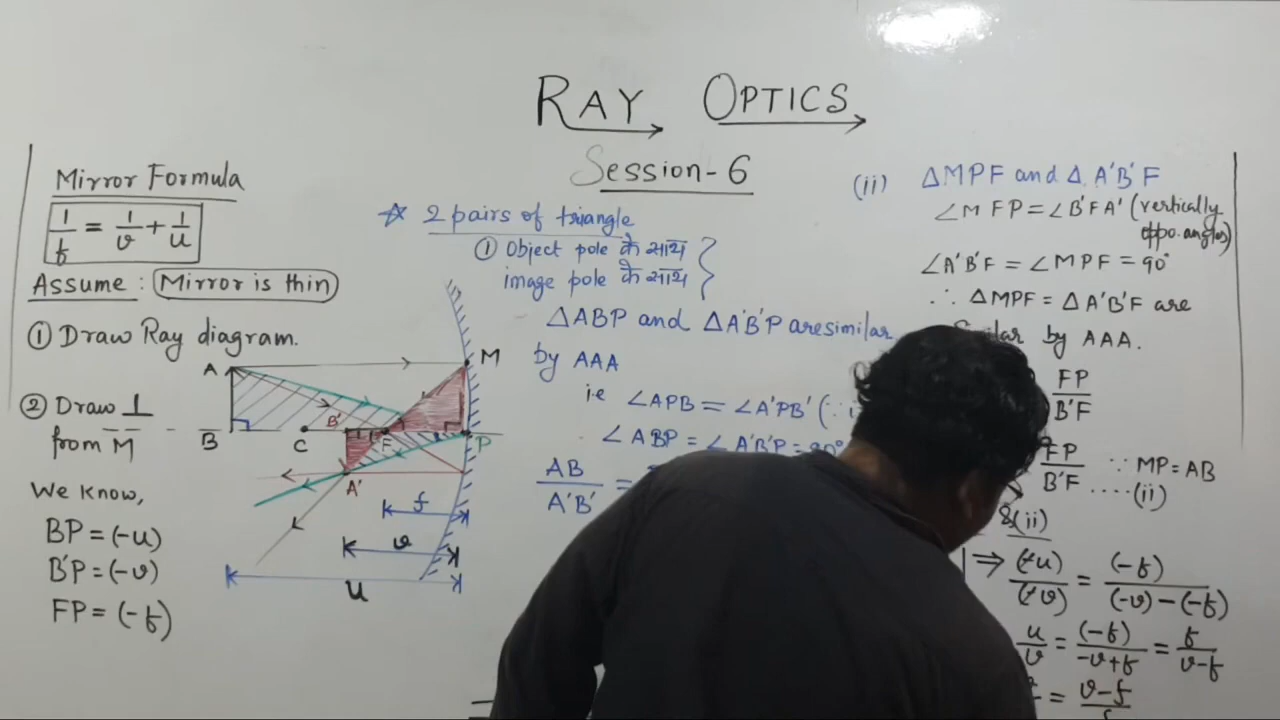 RAY OPTICS
Session-6
Mirror Formula
1/f = 1/v + 1/u
Assume : Mirror is thin
① Draw Ray diagram.
② Draw ⊥
from M
We know,
BP = (-u)
B'P = (-v)
FP = (-f)
A
B
C
B'
F
P
M
A'
f
v
u
☆ 2 pairs of triangle
① Object pole के साथ
image pole के साथ
ΔABP and ΔA'B'P are similar
by AAA
i.e ∠APB = ∠A'PB' (∵
∠ABP = ∠A'B'P = 90°
AB/A'B' =
(ii) ΔMPF and Δ A'B'F
∠MFP = ∠B'FA' (vertically
oppo. angles)
∠A'B'F = ∠MPF = 90°
∴ ΔMPF = ΔA'B'F are
by AAA.
FP/B'F
FP/B'F ∵ MP = AB
....(ii)
&(ii)
⇒ (-u)/(-v) = (-f)/((-v)-(-f))
u/v = (-f)/(-v+f) = f/(v-f)
= (v-f)/f